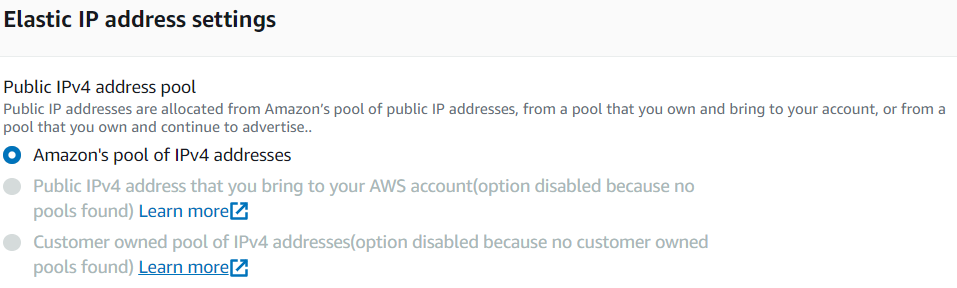 Elastic IP address settings
Public IPv4 address pool
Public IP addresses are allocated from Amazon's pool of public IP addresses, from a pool that you own and bring to your account, or from a
pool that you own and continue to advertise..
Amazon's pool of IPv4 addresses
Public IPv4 address that you bring to your AWS account(option disabled because no
pools found) Learn more
Customer owned pool of IPv4 addresses(option disabled because no customer owned
pools found) Learn more